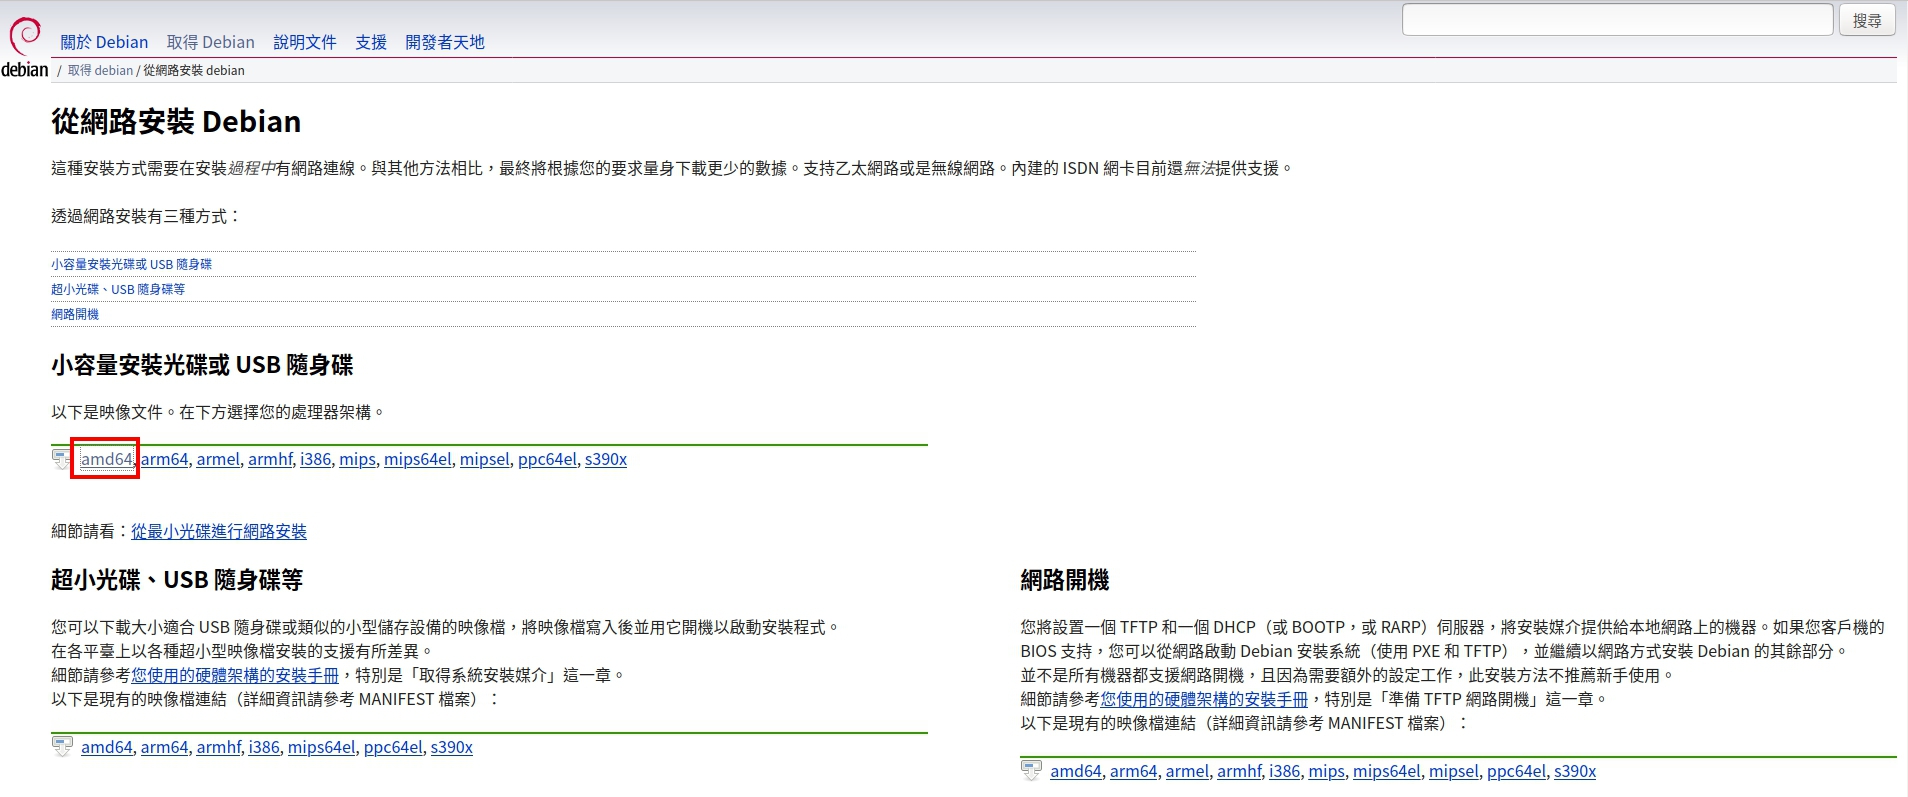 搜尋
debian
關於 Debian 取得 Debian 說明文件 支援 開發者天地
/ 取得 debian / 從網路安裝 debian
從網路安裝 Debian
這種安裝方式需要在安裝過程中有網路連線。與其他方法相比，最終將根據您的要求量身下載更少的數據。支持乙太網路或是無線網路。內建的 ISDN 網卡目前還無法提供支援。
透過網路安裝有三種方式：
小容量安裝光碟或 USB 隨身碟
超小光碟、USB 隨身碟等
網路開機
小容量安裝光碟或 USB 隨身碟
以下是映像文件。在下方選擇您的處理器架構。
amd64, arm64, armel, armhf, i386, mips, mips64el, mipsel, ppc64el, s390x
細節請看：從最小光碟進行網路安裝
超小光碟、USB 隨身碟等
您可以下載大小適合 USB 隨身碟或類似的小型儲存設備的映像檔，將映像檔寫入後並用它開機以啟動安裝程式。
在各平臺上以各種超小型映像檔安裝的支援有所差異。
細節請參考您使用的硬體架構的安裝手冊，特別是「取得系統安裝媒介」這一章。
以下是現有的映像檔連結（詳細資訊請參考 MANIFEST 檔案）：
amd64, arm64, armhf, i386, mips64el, ppc64el, s390x
網路開機
您將設置一個 TFTP 和一個 DHCP（或 BOOTP，或 RARP）伺服器，將安裝媒介提供給本地網路上的機器。如果您客戶機的
BIOS 支持，您可以從網路啟動 Debian 安裝系統（使用 PXE 和 TFTP），並繼續以網路方式安裝 Debian 的其餘部分。
並不是所有機器都支援網路開機，且因為需要額外的設定工作，此安裝方法不推薦新手使用。
細節請參考您使用的硬體架構的安裝手冊，特別是「準備 TFTP 網路開機」這一章。
以下是現有的映像檔連結（詳細資訊請參考 MANIFEST 檔案）：
amd64, arm64, armel, armhf, i386, mips, mips64el, mipsel, ppc64el, s390x